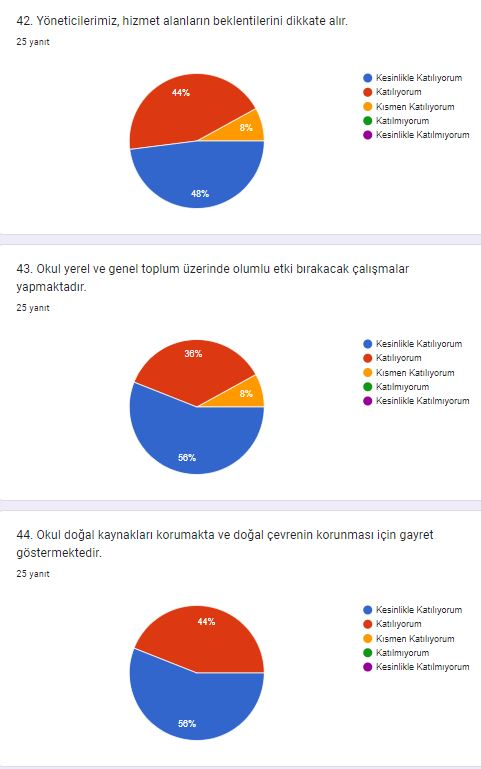 42. Yöneticilerimiz, hizmet alanların beklentilerini dikkate alır.
25 yanıt
44%
8%
48%
Kesinlikle Katılıyorum
Katılıyorum
Kısmen Katılıyorum
Katılmıyorum
Kesinlikle Katılmıyorum
43. Okul yerel ve genel toplum üzerinde olumlu etki bırakacak çalışmalar
yapmaktadır.
25 yanıt
36%
8%
56%
Kesinlikle Katılıyorum
Katılıyorum
Kısmen Katılıyorum
Katılmıyorum
Kesinlikle Katılmıyorum
44. Okul doğal kaynakları korumakta ve doğal çevrenin korunması için gayret
göstermektedir.
25 yanıt
44%
56%
Kesinlikle Katılıyorum
Katılıyorum
Kısmen Katılıyorum
Katılmıyorum
Kesinlikle Katılmıyorum